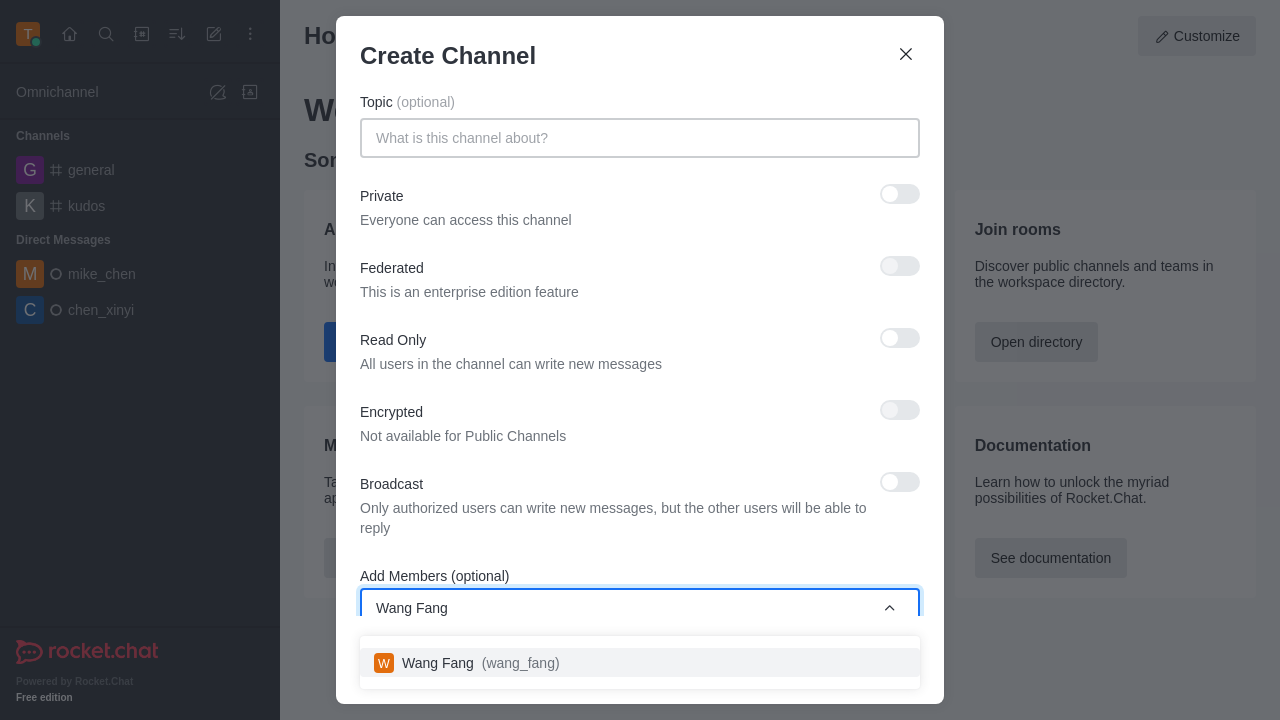 T
Omnichannel
Channels
G general
K kudos
Direct Messages
M mike_chen
C chen_xinyi
rocket.chat
Powered by Rocket.Chat
Free edition
Customize
Create Channel
Topic (optional)
What is this channel about?
Private
Everyone can access this channel
Federated
This is an enterprise edition feature
Read Only
All users in the channel can write new messages
Encrypted
Not available for Public Channels
Broadcast
Only authorized users can write new messages, but the other users will be able to
reply
Add Members (optional)
Wang Fang
W Wang Fang (wang_fang)
Join rooms
Discover public channels and teams in
the workspace directory.
Open directory
Documentation
Learn how to unlock the myriad
possibilities of Rocket.Chat.
See documentation